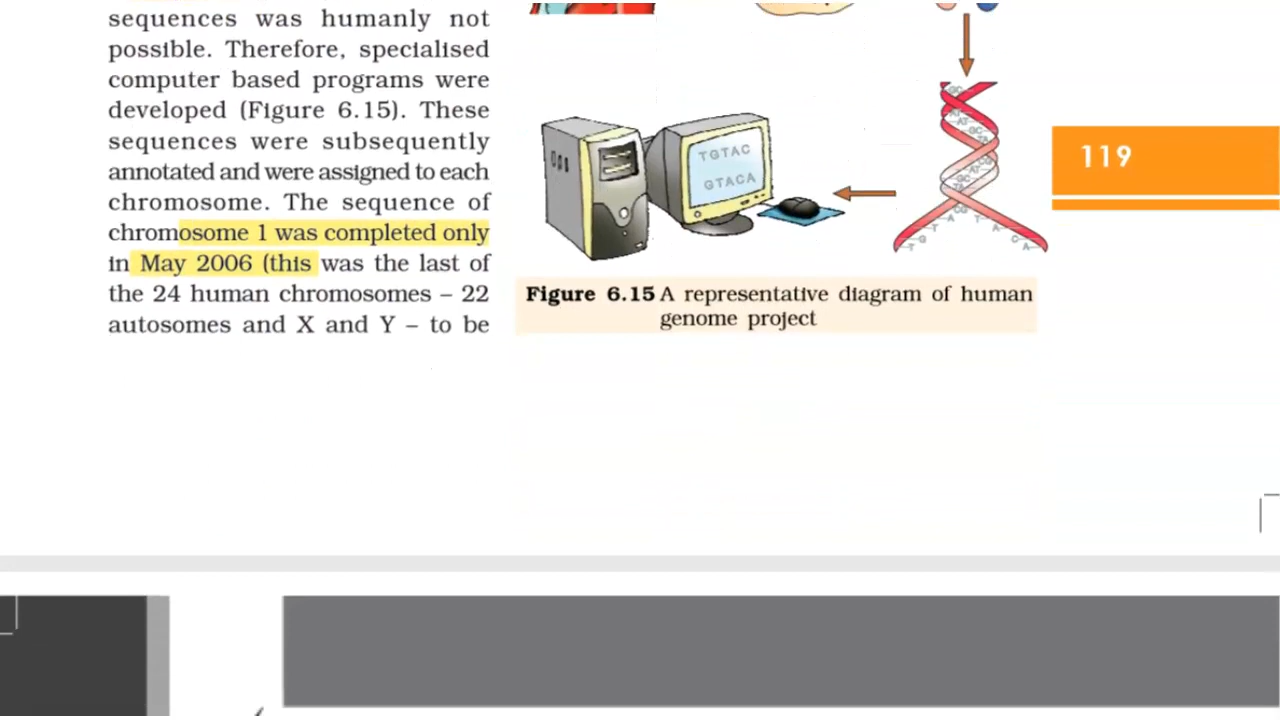 sequences was humanly not
possible. Therefore, specialised
computer based programs were
developed (Figure 6.15). These
sequences were subsequently
annotated and were assigned to each
chromosome. The sequence of
chromosome 1 was completed only
in May 2006 (this was the last of
the 24 human chromosomes – 22
autosomes and X and Y – to be
TGTAC
GTACA
Figure 6.15 A representative diagram of human
genome project
119